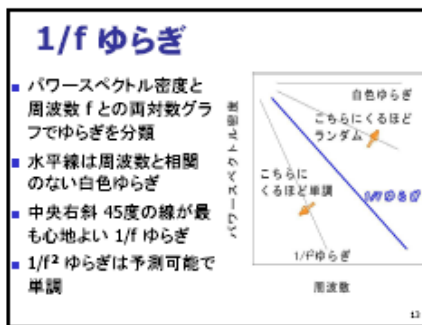 1/f ゆらぎ
パワースペクトル密度と
周波数 f との両対数グラ
フでゆらぎを分類
水平線は周波数と相関
のない白色ゆらぎ
中央右斜 45度の線が最
も心地よい 1/f ゆらぎ
1/f² ゆらぎは予測可能で
単調
パワースペクトル密度
白色ゆらぎ
こちらにくるほど
ランダム
こちらに
くるほど単調
1/fゆらぎ
1/f²ゆらぎ
周波数
13